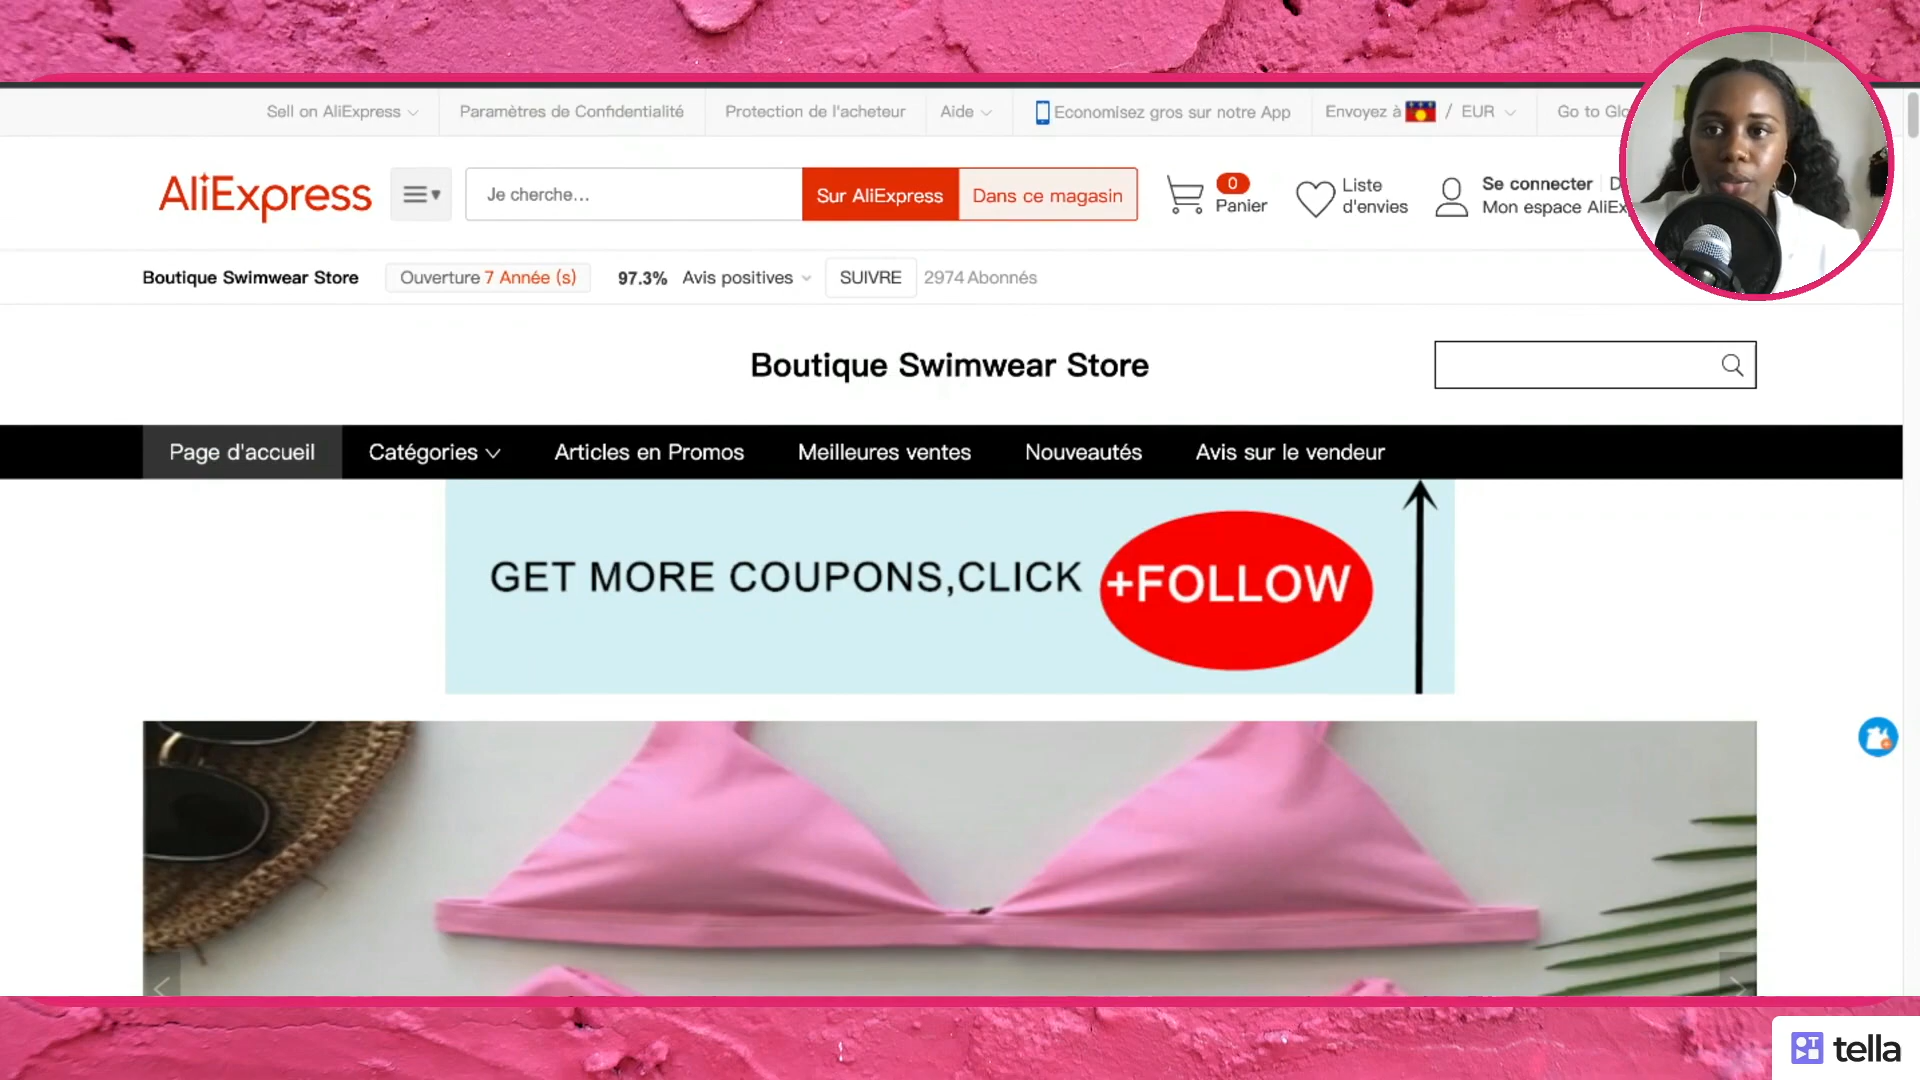 Sell on AliExpress
Paramètres de Confidentialité
Protection de l'acheteur
Aide
Economisez gros sur notre App
Envoyez à / EUR
Go to
AliExpress
Je cherche...
Sur AliExpress
Dans ce magasin
0
Panier
Liste
d'envies
Se connecter
Mon espace
Boutique Swimwear Store
Ouverture 7 Année (s)
97.3% Avis positives
SUIVRE
2974 Abonnés
Boutique Swimwear Store
Page d'accueil
Catégories
Articles en Promos
Meilleures ventes
Nouveautés
Avis sur le vendeur
GET MORE COUPONS,CLICK +FOLLOW
tella